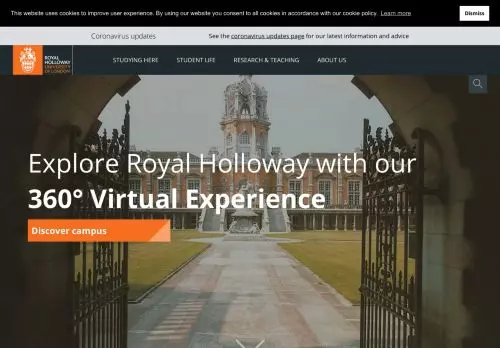 This website uses cookies to improve user experience. By using our website you consent to all cookies in accordance with our cookie policy. Learn more
Dismiss
Coronavirus updates
See the coronavirus updates page for our latest information and advice
ROYAL
HOLLOWAY
UNIVERSITY
OF LONDON
STUDYING HERE
STUDENT LIFE
RESEARCH & TEACHING
ABOUT US
Explore Royal Holloway with our
360° Virtual Experience
Discover campus